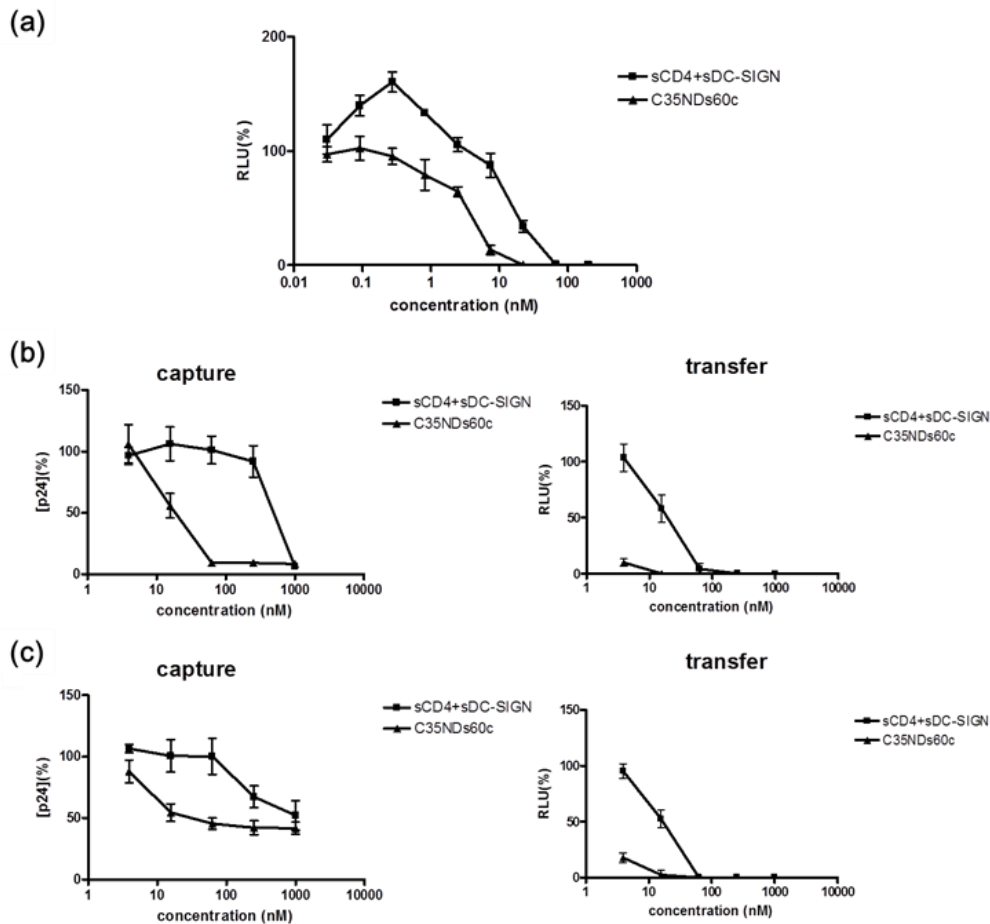 (a)
200
100
0
RLU(%)
0.01 0.1 1 10 100 1000
concentration (nM)
sCD4+sDC-SIGN
C35NDs60c
(b)
capture
150
100
50
0
[p24](%)
1 10 100 1000 10000
concentration (nM)
sCD4+sDC-SIGN
C35NDs60c
transfer
150
100
50
0
RLU(%)
1 10 100 1000 10000
concentration (nM)
sCD4+sDC-SIGN
C35NDs60c
(c)
capture
150
100
50
0
[p24](%)
1 10 100 1000 10000
concentration (nM)
sCD4+sDC-SIGN
C35NDs60c
transfer
150
100
50
0
RLU(%)
1 10 100 1000 10000
concentration (nM)
sCD4+sDC-SIGN
C35NDs60c